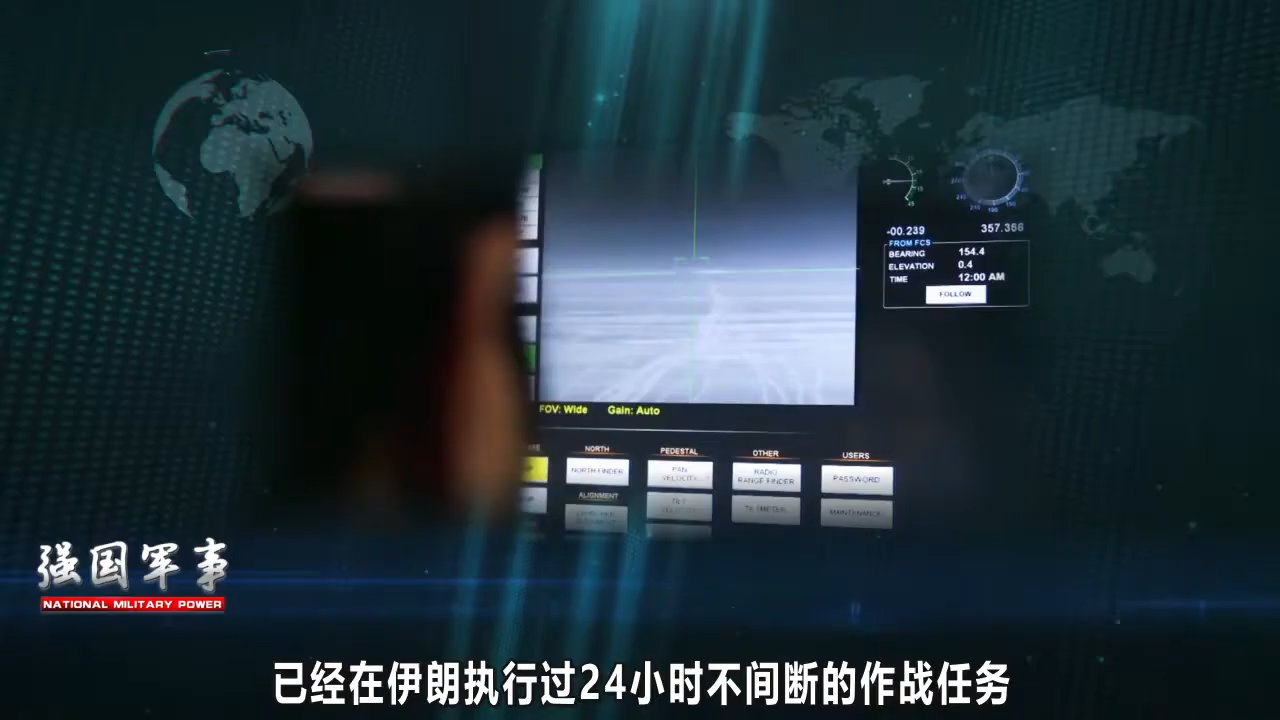 -00.239
357.366
FROM FCS
BEARING 154.4
ELEVATION 0.4
TIME 12:00 AM
FOLLOW
FOV: Wide Gain: Auto
NORTH
PEDESTAL
OTHER
USERS
NORTH FINDER
PAN VELOCITY
RADIO
RANGE FINDER
PASSWORD
ALIGNMENT
MAINTENANCE
强国军事
NATIONAL MILITARY POWER
已经在伊朗执行过24小时不间断的作战任务